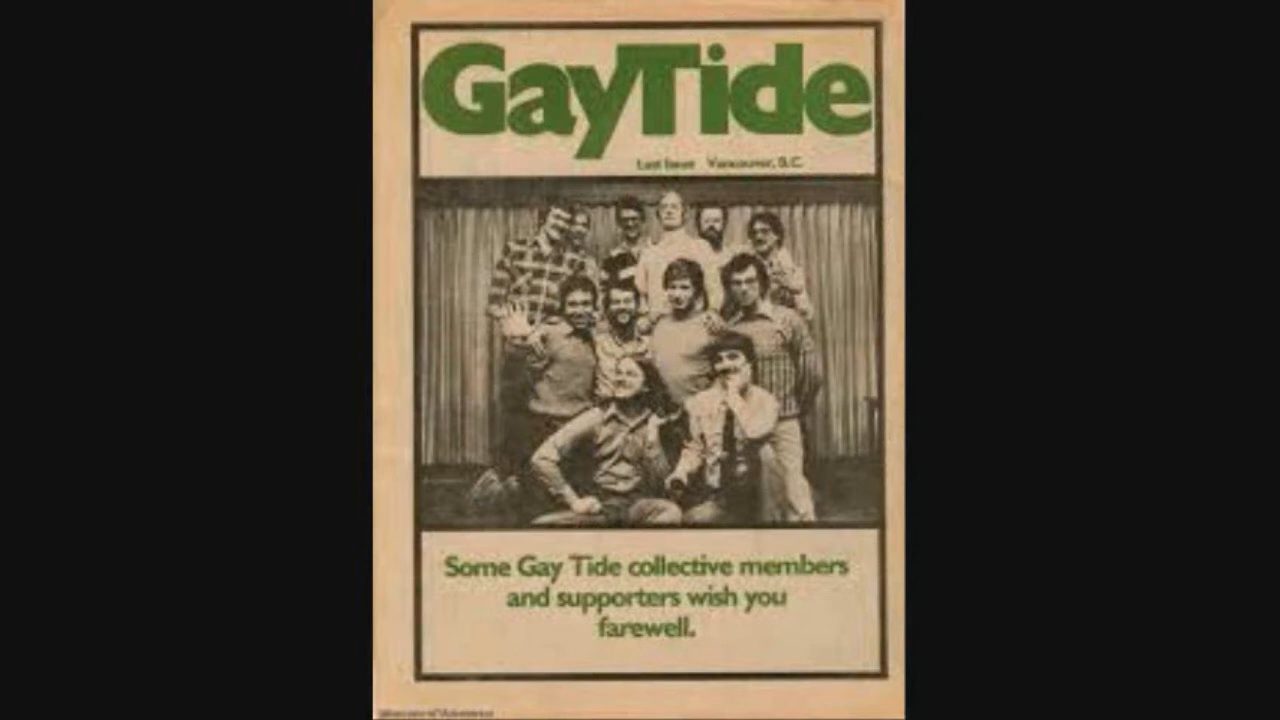 GayTide
Last Issue Vancouver, B.C.
Some Gay Tide collective members
and supporters wish you
farewell.